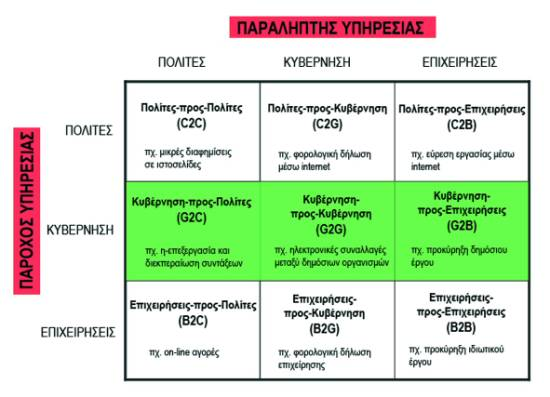 ΠΑΡΑΛΗΠΤΗΣ ΥΠΗΡΕΣΙΑΣ
ΠΟΛΙΤΕΣ
ΚΥΒΕΡΝΗΣΗ
ΕΠΙΧΕΙΡΗΣΕΙΣ
ΠΑΡΟΧΟΣ ΥΠΗΡΕΣΙΑΣ
ΠΟΛΙΤΕΣ
Πολίτες-προς-Πολίτες
(C2C)
πχ. μικρές διαφημίσεις
σε ιστοσελίδες
Πολίτες-προς-Κυβέρνηση
(C2G)
πχ. φορολογική δήλωση
μέσω internet
Πολίτες-προς-Επιχειρήσεις
(C2B)
πχ. εύρεση εργασίας μέσω
internet
ΚΥΒΕΡΝΗΣΗ
Κυβέρνηση-προς-Πολίτες
(G2C)
πχ. η-επεξεργασία και
διεκπεραίωση συντάξεων
Κυβέρνηση-
προς-Κυβέρνηση
(G2G)
πχ. ηλεκτρονικές συναλλαγές
μεταξύ δημόσιων οργανισμών
Κυβέρνηση-
προς-Επιχειρήσεις
(G2B)
πχ. προκύρηξη δημόσιου
έργου
ΕΠΙΧΕΙΡΗΣΕΙΣ
Επιχειρήσεις-προς-Πολίτες
(B2C)
πχ. on-line αγορές
Επιχειρήσεις-
προς-Κυβέρνηση
(B2G)
πχ. φορολογική δήλωση
επιχείρησης
Επιχειρήσεις-
προς-Επιχειρήσεις
(B2B)
πχ. προκύρηξη ιδιωτικού
έργου